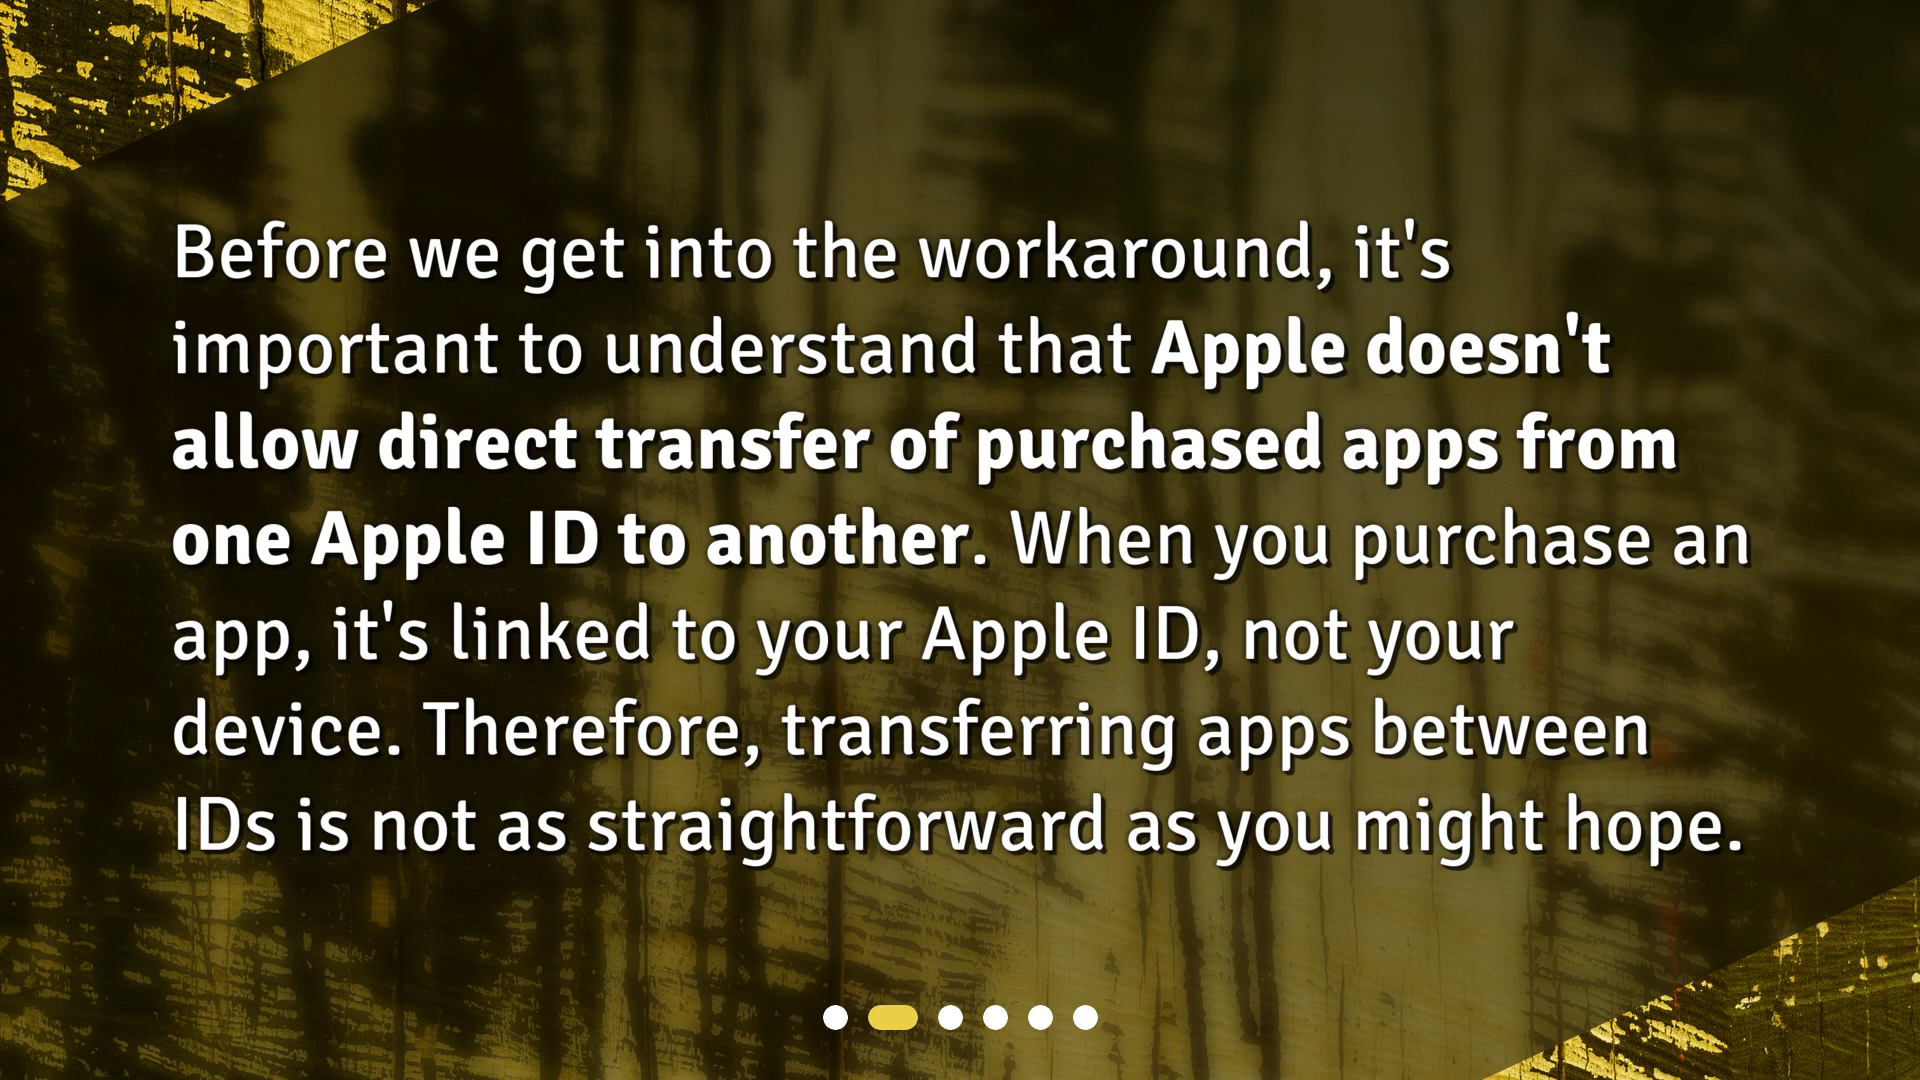 Before we get into the workaround, it's
important to understand that Apple doesn't
allow direct transfer of purchased apps from
one Apple ID to another. When you purchase an
app, it's linked to your Apple ID, not your
device. Therefore, transferring apps between
IDs is not as straightforward as you might hope.